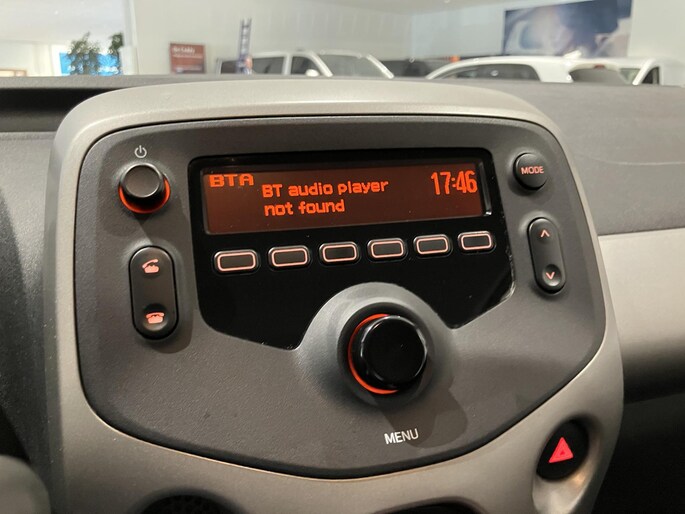 BTA
BT audio player
not found
17:46
MODE
MENU